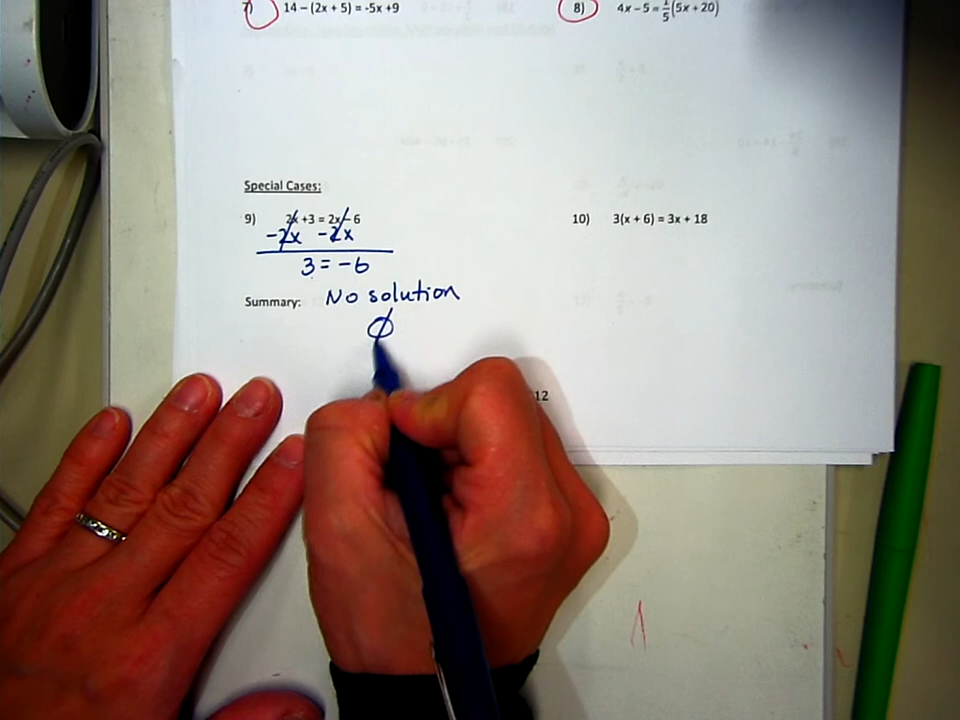 7) 14 – (2x + 5) = -5x +9
8) 4x – 5 = 1/5(5x + 20)
Special Cases:
9) 2x +3 = 2x – 6
-2x -2x
3 = -6
Summary: No solution
Ø
10) 3(x + 6) = 3x + 18
12